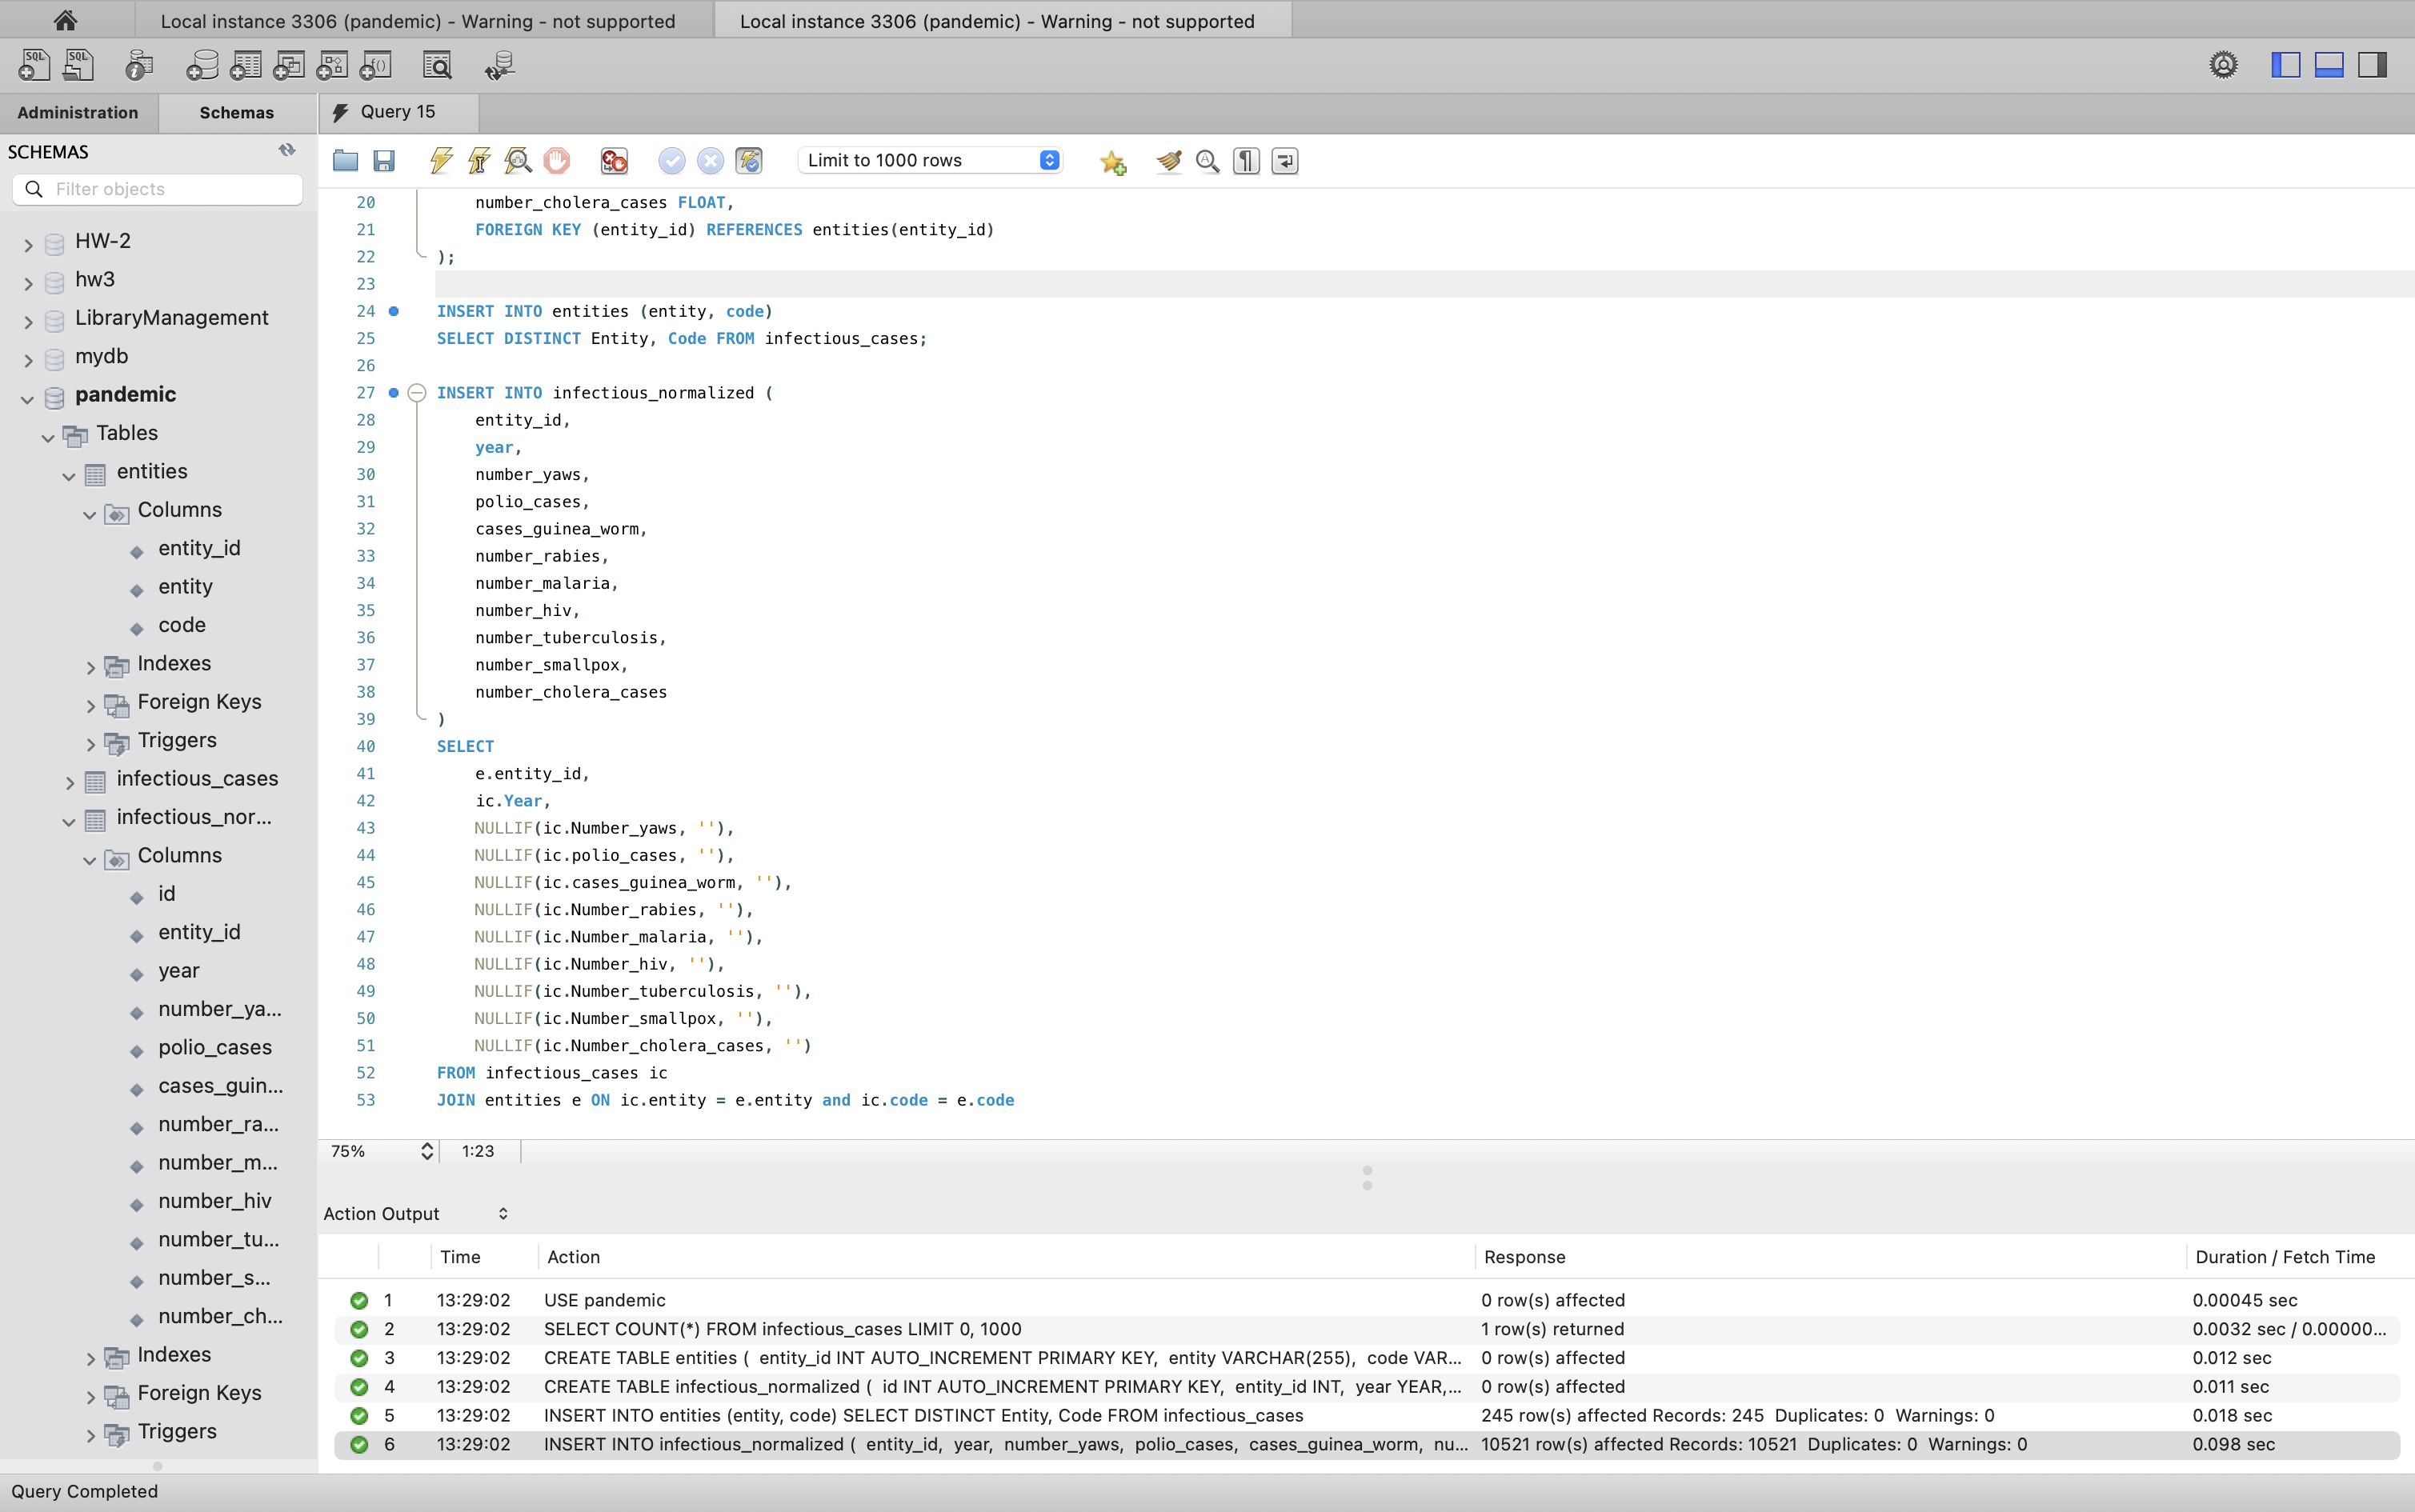 Local instance 3306 (pandemic) - Warning - not supported
Local instance 3306 (pandemic) - Warning - not supported
Administration
Schemas
Query 15
SCHEMAS
Filter objects
HW-2
hw3
LibraryManagement
mydb
pandemic
Tables
entities
Columns
entity_id
entity
code
Indexes
Foreign Keys
Triggers
infectious_cases
infectious_nor...
Columns
id
entity_id
year
number_ya...
polio_cases
cases_guin...
number_ra...
number_m...
number_hiv
number_tu...
number_s...
number_ch...
Indexes
Foreign Keys
Triggers
Limit to 1000 rows
20 number_cholera_cases FLOAT,
21 FOREIGN KEY (entity_id) REFERENCES entities(entity_id)
22 );
23
24 INSERT INTO entities (entity, code)
25 SELECT DISTINCT Entity, Code FROM infectious_cases;
26
27 INSERT INTO infectious_normalized (
28 entity_id,
29 year,
30 number_yaws,
31 polio_cases,
32 cases_guinea_worm,
33 number_rabies,
34 number_malaria,
35 number_hiv,
36 number_tuberculosis,
37 number_smallpox,
38 number_cholera_cases
39 )
40 SELECT
41 e.entity_id,
42 ic.Year,
43 NULLIF(ic.Number_yaws, ''),
44 NULLIF(ic.polio_cases, ''),
45 NULLIF(ic.cases_guinea_worm, ''),
46 NULLIF(ic.Number_rabies, ''),
47 NULLIF(ic.Number_malaria, ''),
48 NULLIF(ic.Number_hiv, ''),
49 NULLIF(ic.Number_tuberculosis, ''),
50 NULLIF(ic.Number_smallpox, ''),
51 NULLIF(ic.Number_cholera_cases, '')
52 FROM infectious_cases ic
53 JOIN entities e ON ic.entity = e.entity and ic.code = e.code
75% 1:23
Action Output
Time Action Response Duration / Fetch Time
1 13:29:02 USE pandemic 0 row(s) affected 0.00045 sec
2 13:29:02 SELECT COUNT(*) FROM infectious_cases LIMIT 0, 1000 1 row(s) returned 0.0032 sec / 0.00000...
3 13:29:02 CREATE TABLE entities ( entity_id INT AUTO_INCREMENT PRIMARY KEY, entity VARCHAR(255), code VAR... 0 row(s) affected 0.012 sec
4 13:29:02 CREATE TABLE infectious_normalized ( id INT AUTO_INCREMENT PRIMARY KEY, entity_id INT, year YEAR,... 0 row(s) affected 0.011 sec
5 13:29:02 INSERT INTO entities (entity, code) SELECT DISTINCT Entity, Code FROM infectious_cases 245 row(s) affected Records: 245 Duplicates: 0 Warnings: 0 0.018 sec
6 13:29:02 INSERT INTO infectious_normalized ( entity_id, year, number_yaws, polio_cases, cases_guinea_worm, nu... 10521 row(s) affected Records: 10521 Duplicates: 0 Warnings: 0 0.098 sec
Query Completed